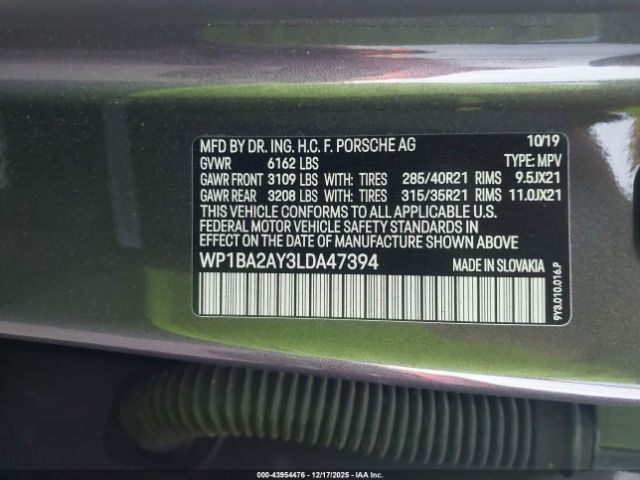 MFD BY DR. ING. H.C. F. PORSCHE AG 10/19
GVWR 6162 LBS TYPE: MPV
GAWR FRONT 3109 LBS WITH: TIRES 285/40R21 RIMS 9.5JX21
GAWR REAR 3208 LBS WITH: TIRES 315/35R21 RIMS 11.0JX21
THIS VEHICLE CONFORMS TO ALL APPLICABLE U.S.
FEDERAL MOTOR VEHICLE SAFETY STANDARDS IN
EFFECT ON THE DATE OF MANUFACTURE SHOWN ABOVE
WP1BA2AY3LDA47394 MADE IN SLOVAKIA
9Y3.010.016.P
000-43954476 - 12/17/2025 - IAAI Inc.